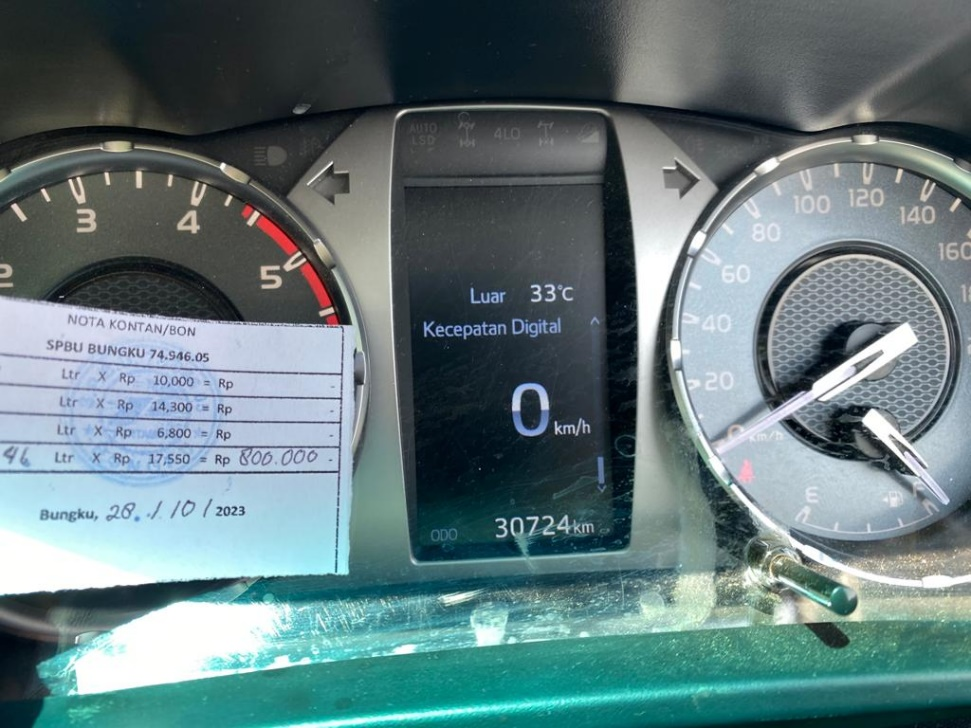 AUTO
LSD
4LO
2
3
4
5
NOTA KONTAN/BON
SPBU BUNGKU 74.946.05
Ltr X Rp 10,000 = Rp -
Ltr X Rp 14,300 = Rp -
Ltr X Rp 6,800 = Rp -
46 Ltr X Rp 17,550 = Rp 800.000 -
Bungku, 28 / 10 / 2023
Luar 33°C
Kecepatan Digital
0 km/h
ODO 30724 km
20
40
60
80
100
120
140
160
km/h
E